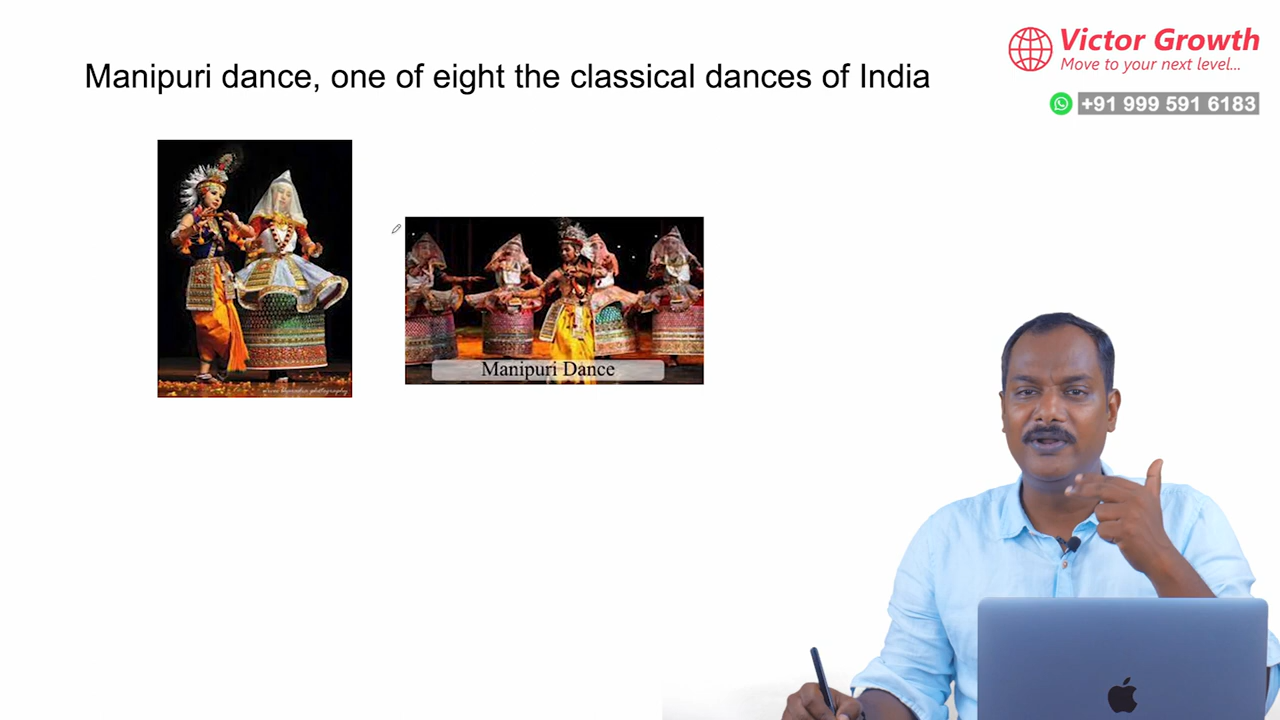 Victor Growth
Move to your next level...
Manipuri dance, one of eight the classical dances of India
+91 999 591 6183
Manipuri Dance